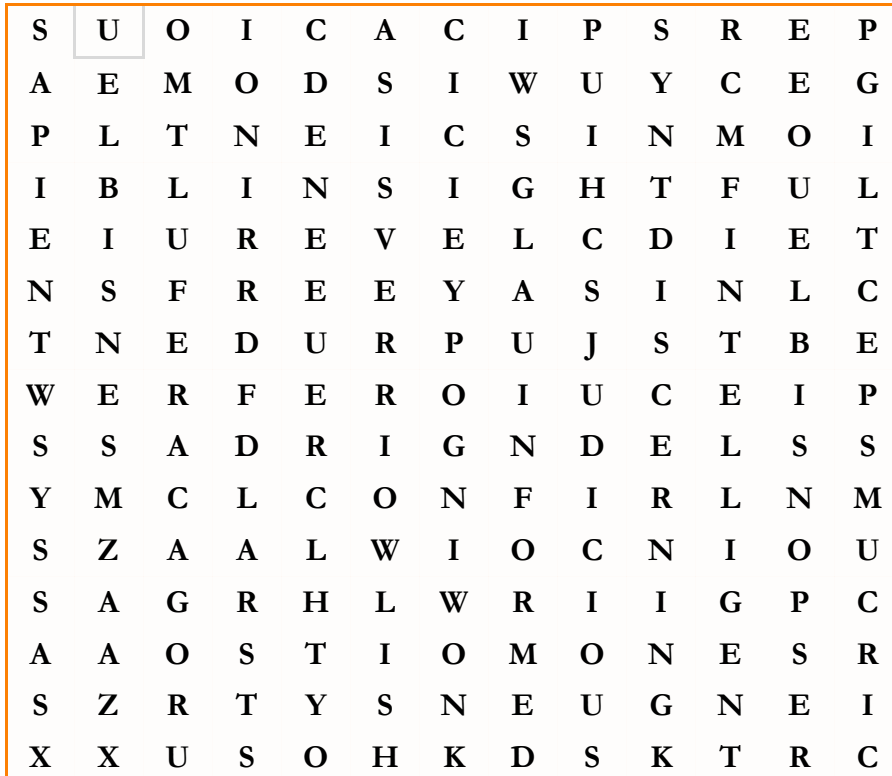 S U O I C A C I P S R E P
A E M O D S I W U Y C E G
P L T N E I C S I N M O I
I B L I N S I G H T F U L
E I U R E V E L C D I E T
N S F R E E Y A S I N L C
T N E D U R P U J S T B E
W E R F E R O I U C E I P
S S A D R I G N D E L S S
Y M C L C O N F I R L N M
S Z A A L W I O C N I O U
S A G R H L W R I I G P C
A A O S T I O M O N E S R
S Z R T Y S N E U G N E I
X X U S O H K D S K T R C